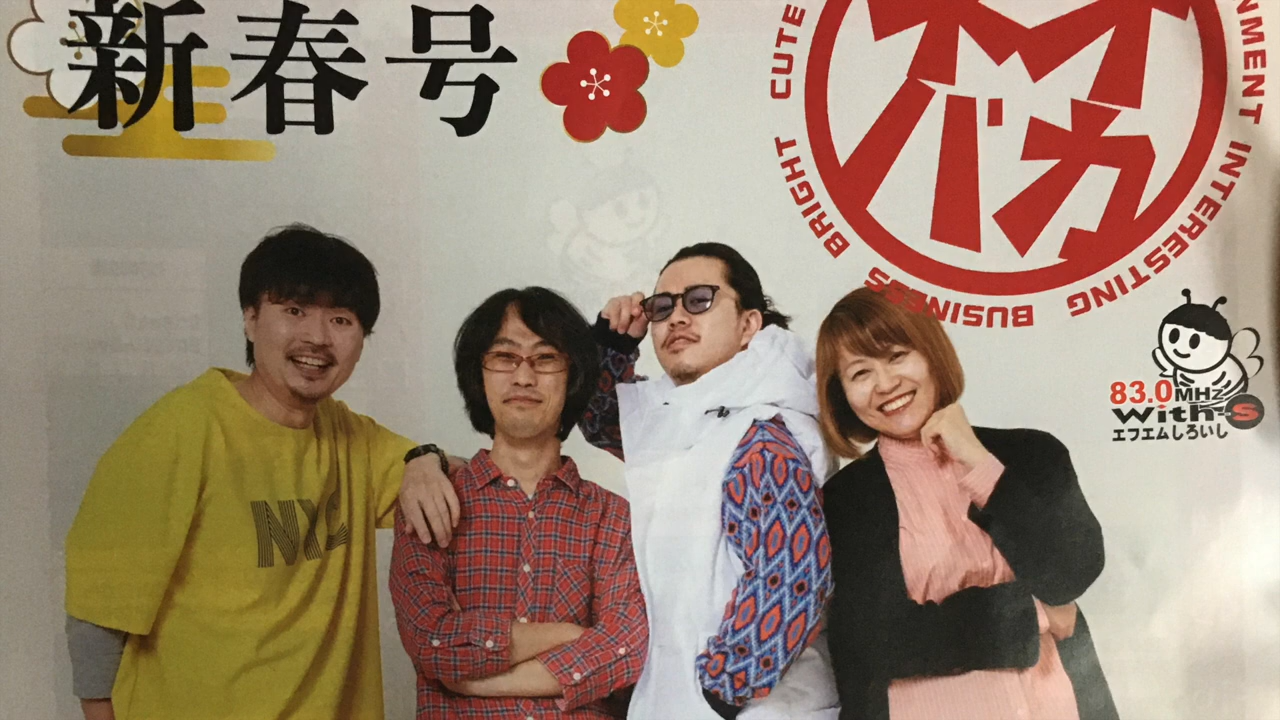 新春号
CUTE
BRIGHT
BUSINESS
INTERESTING
NMENT
バカ
NYC
83.0MHz
With-S
エフエムしろいし